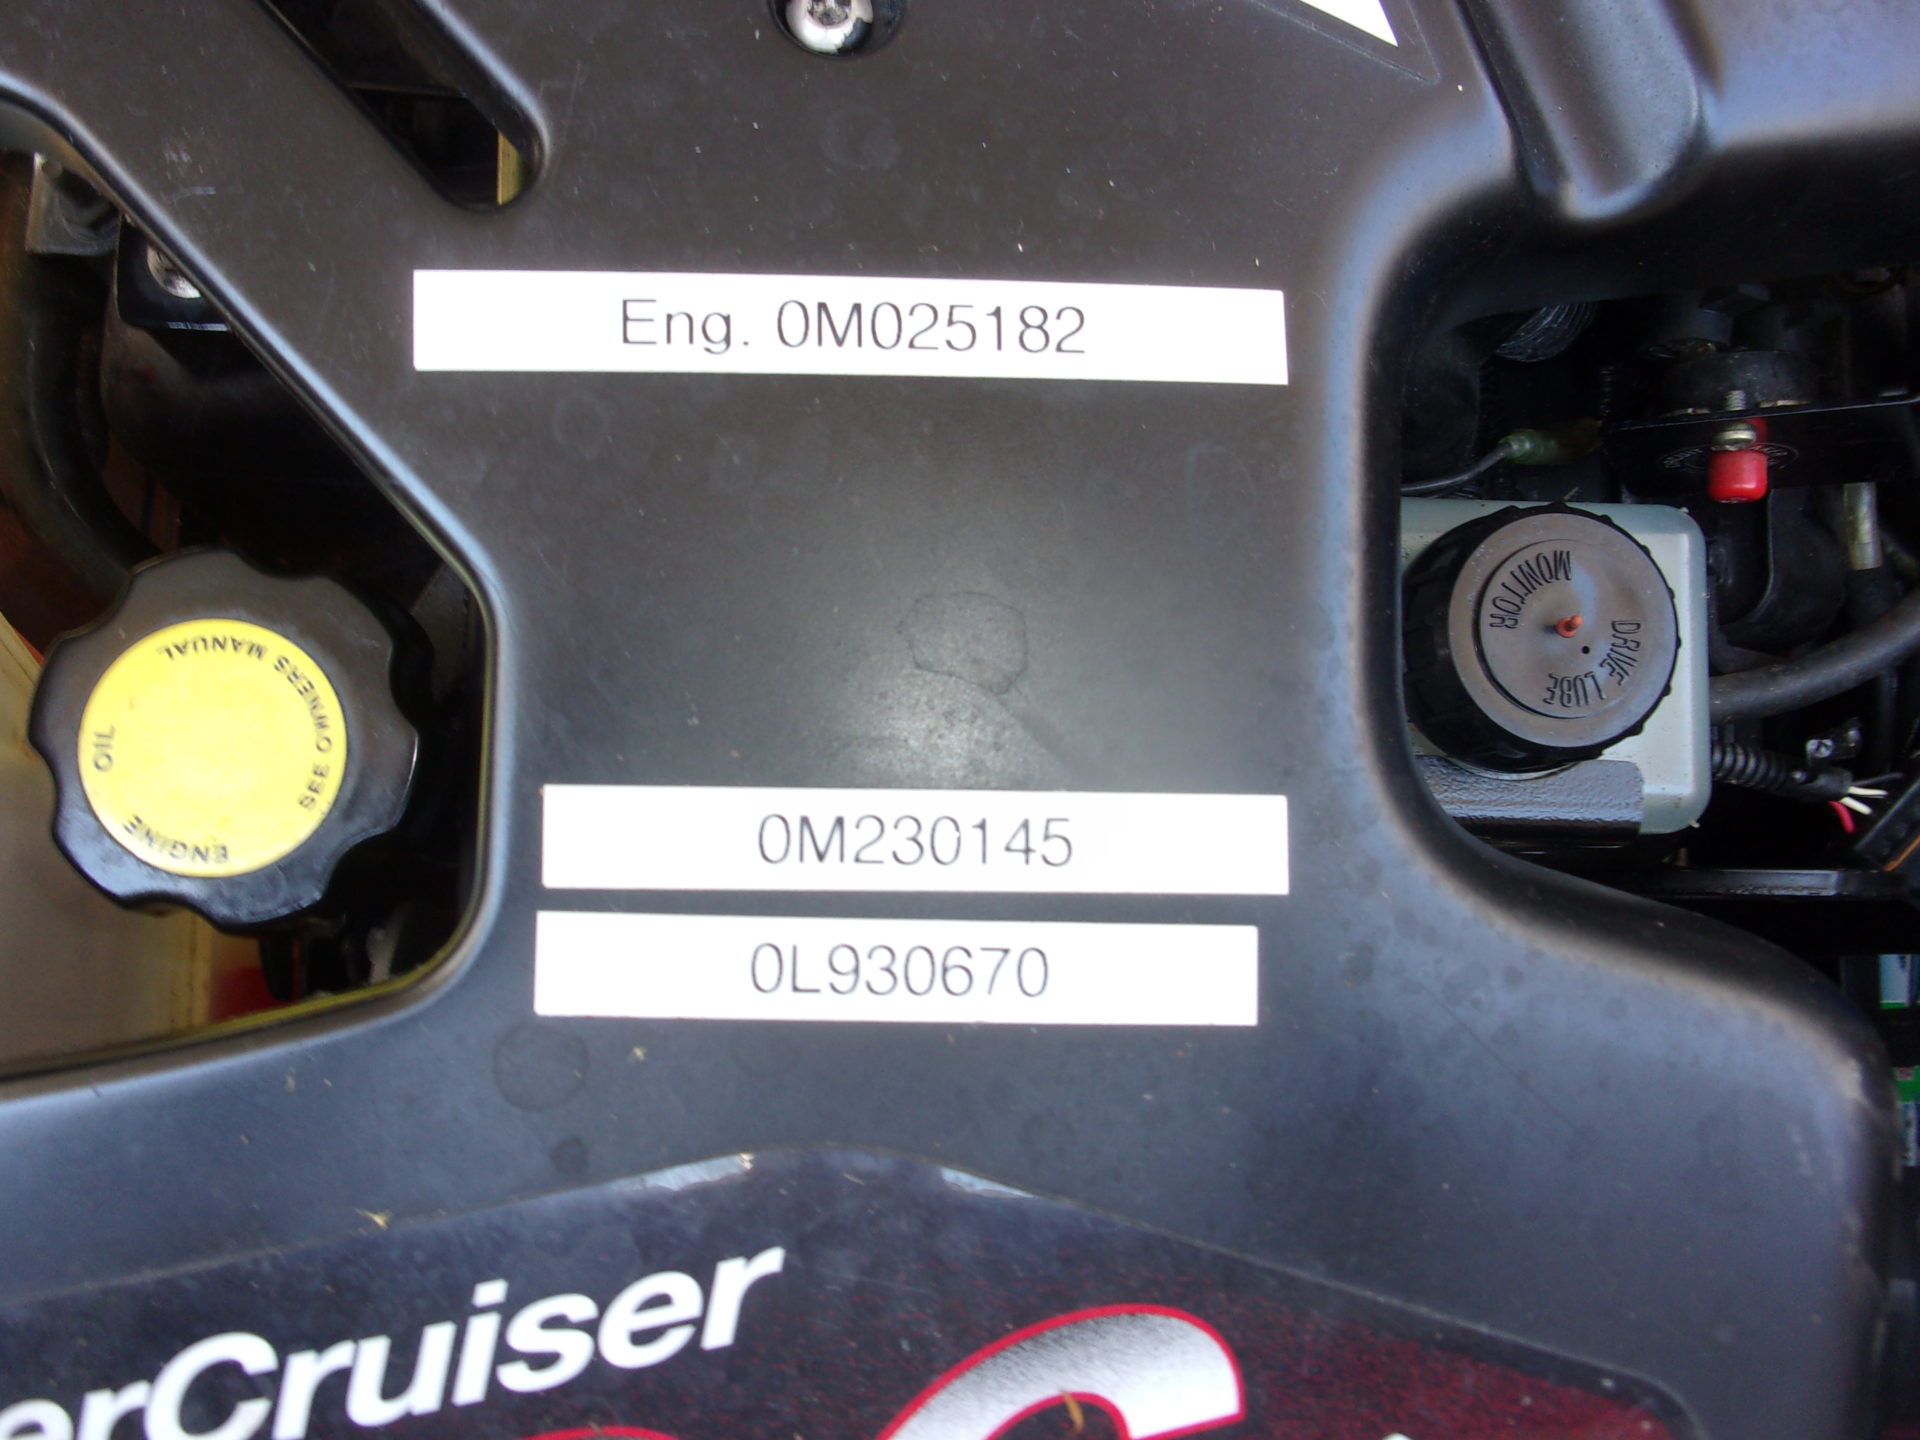 Eng. 0M025182
MONITOR
DRIVE LUBE
SEE OWNERS MANUAL
OIL
ENGINE
0M230145
0L930670
erCruiser